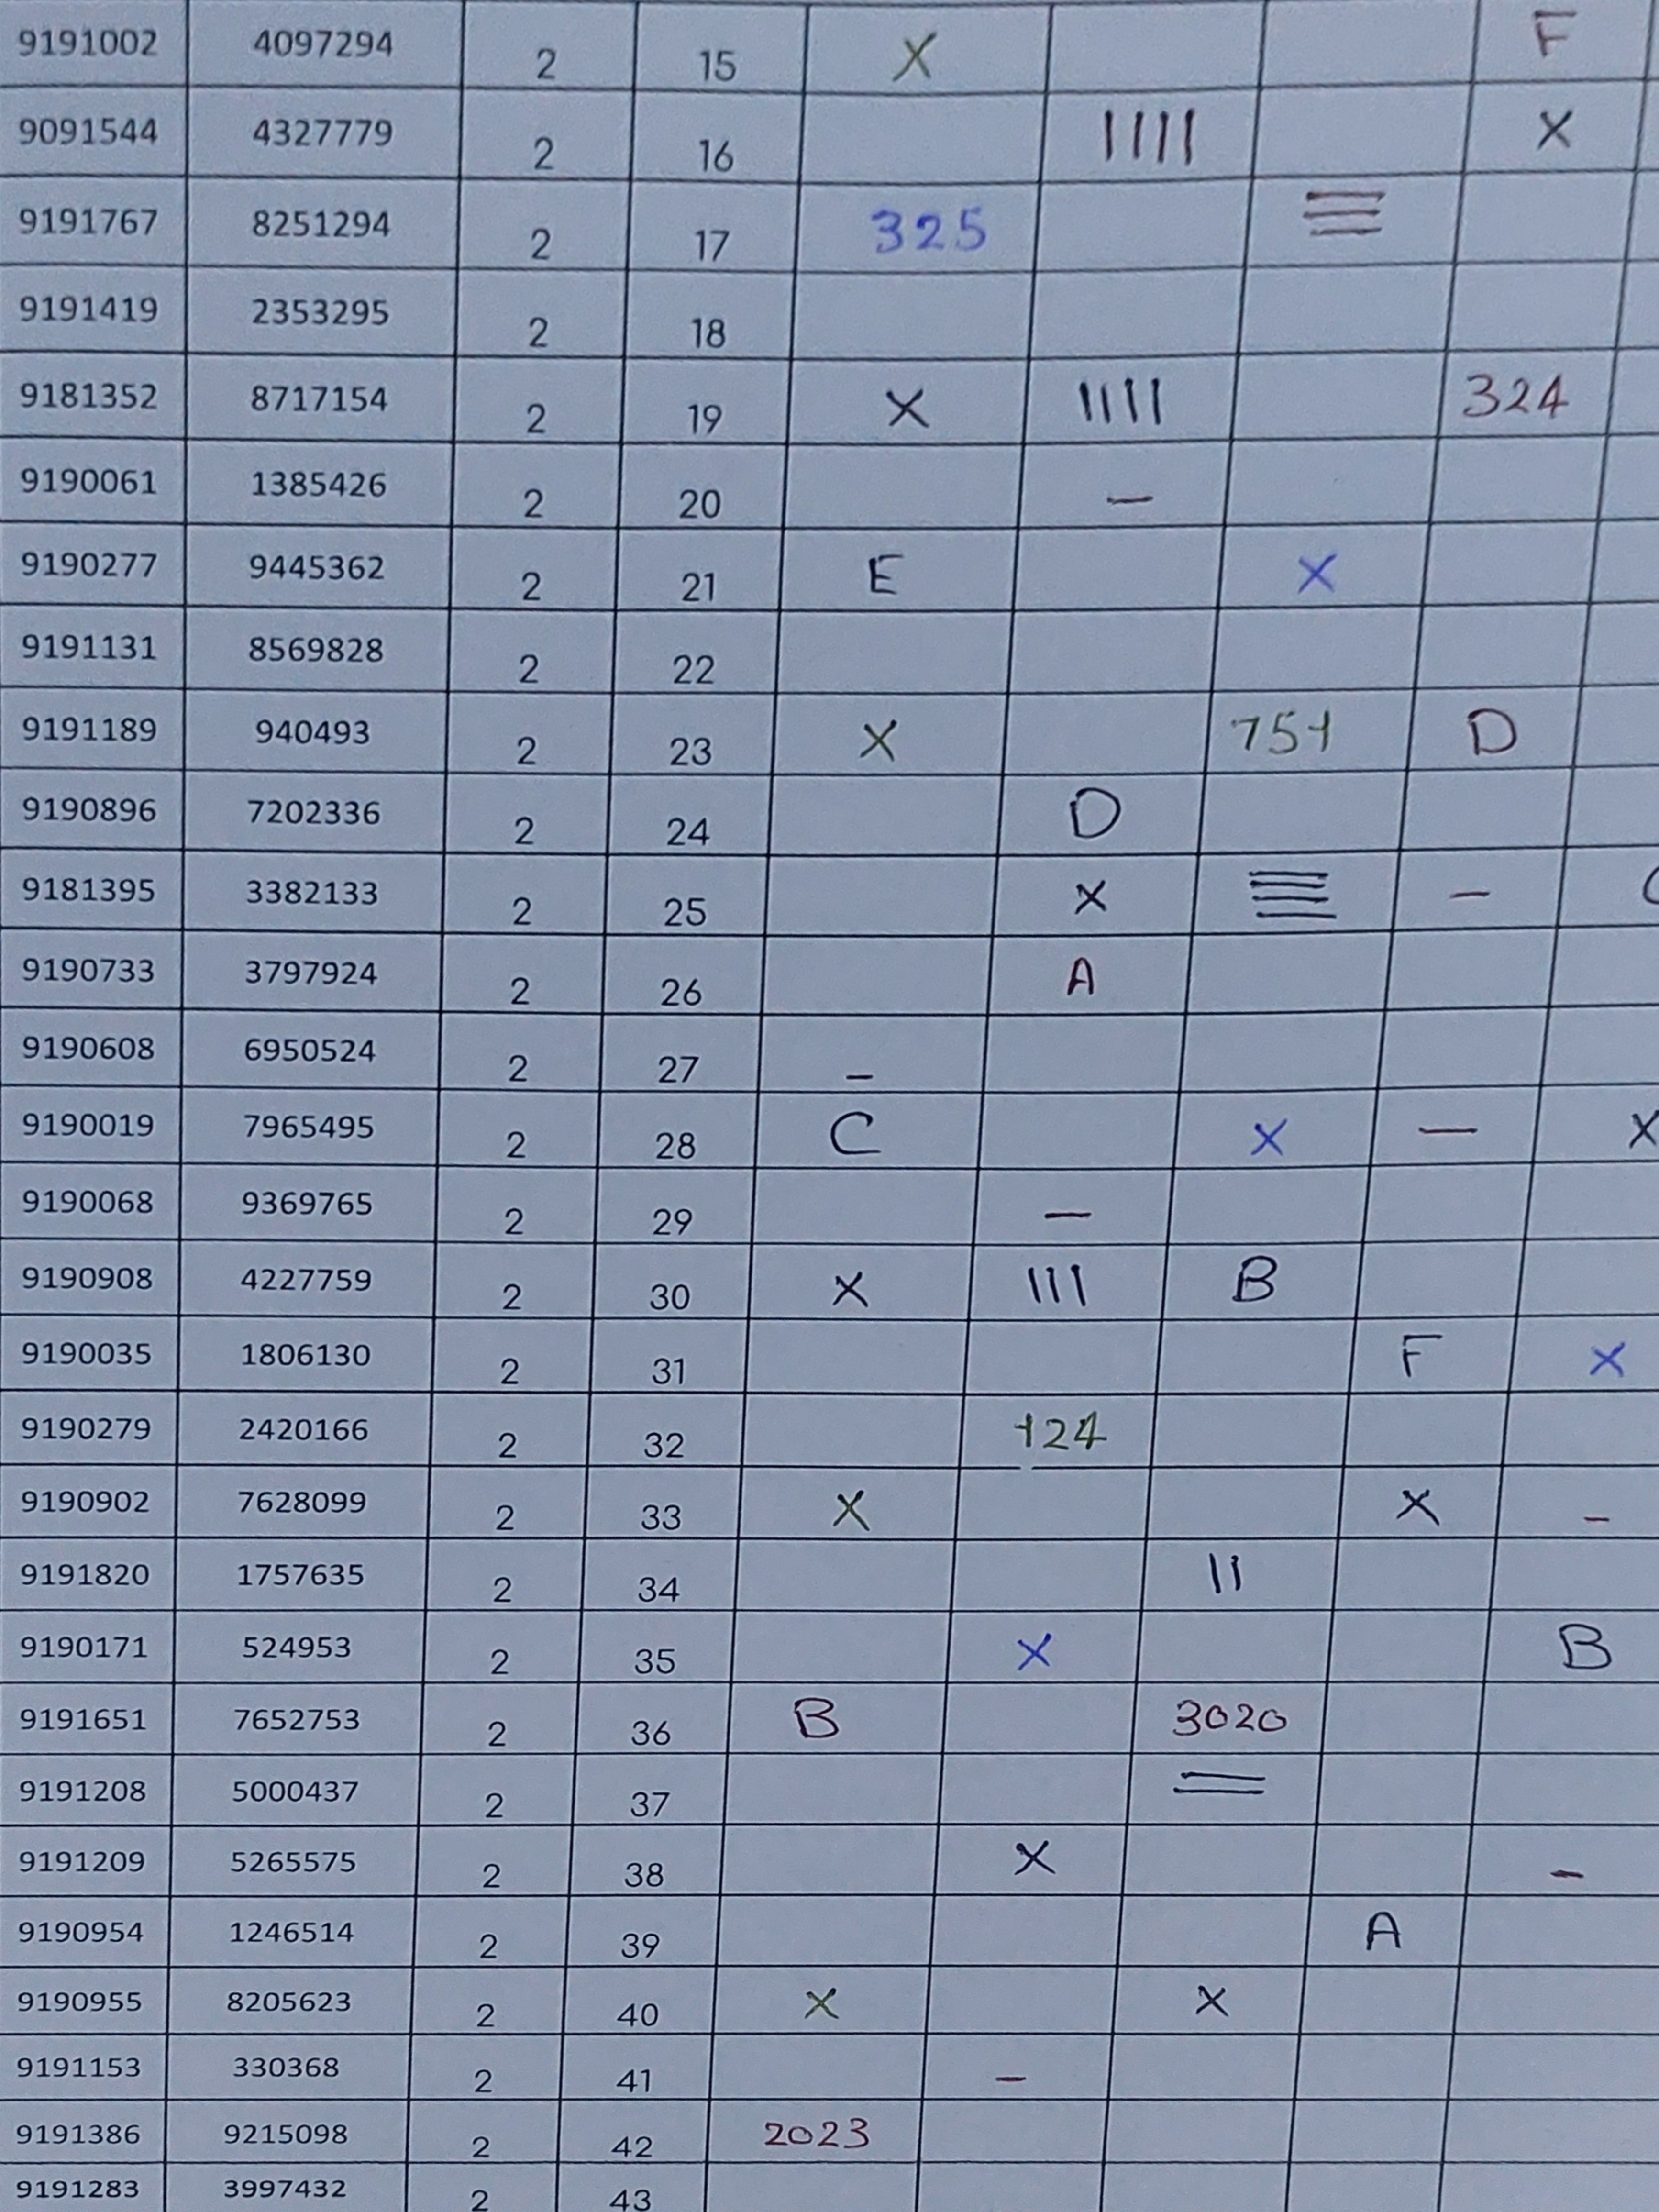 9191002 4097294 2 15 X F
9091544 4327779 2 16 |||| X
9191767 8251294 2 17 325
9191419 2353295 2 18
9181352 8717154 2 19 X |||| 324
9190061 1385426 2 20 –
9190277 9445362 2 21 E X
9191131 8569828 2 22
9191189 940493 2 23 X 751 D
9190896 7202336 2 24 D
9181395 3382133 2 25 X –
9190733 3797924 2 26 A
9190608 6950524 2 27 –
9190019 7965495 2 28 C X – X
9190068 9369765 2 29 –
9190908 4227759 2 30 X ||| B
9190035 1806130 2 31 F X
9190279 2420166 2 32 124
9190902 7628099 2 33 X X –
9191820 1757635 2 34 ||
9190171 524953 2 35 X B
9191651 7652753 2 36 B 3020
9191208 5000437 2 37 =
9191209 5265575 2 38 X –
9190954 1246514 2 39 A
9190955 8205623 2 40 X X
9191153 330368 2 41 –
9191386 9215098 2 42 2023
9191283 3997432 2 43